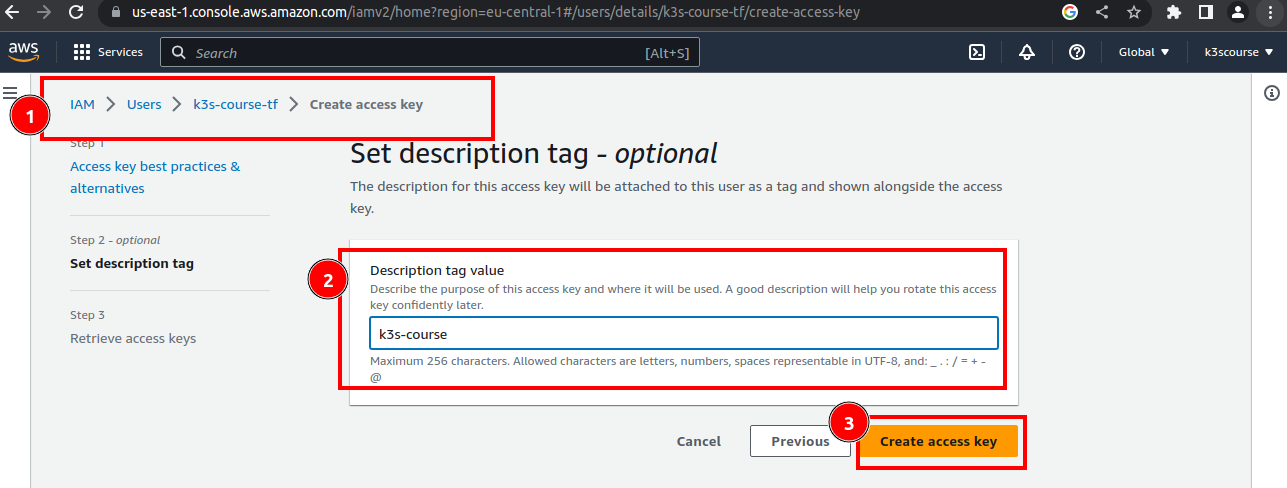 us-east-1.console.aws.amazon.com/iamv2/home?region=eu-central-1#/users/details/k3s-course-tf/create-access-key
aws
Services
Search
[Alt+S]
Global
k3scourse
1
IAM
Users
k3s-course-tf
Create access key
Step 1
Access key best practices &
alternatives
Step 2 - optional
Set description tag
Step 3
Retrieve access keys
Set description tag - optional
The description for this access key will be attached to this user as a tag and shown alongside the access
key.
2
Description tag value
Describe the purpose of this access key and where it will be used. A good description will help you rotate this access
key confidently later.
k3s-course
Maximum 256 characters. Allowed characters are letters, numbers, spaces representable in UTF-8, and: _ . : / = + -
@
3
Cancel
Previous
Create access key